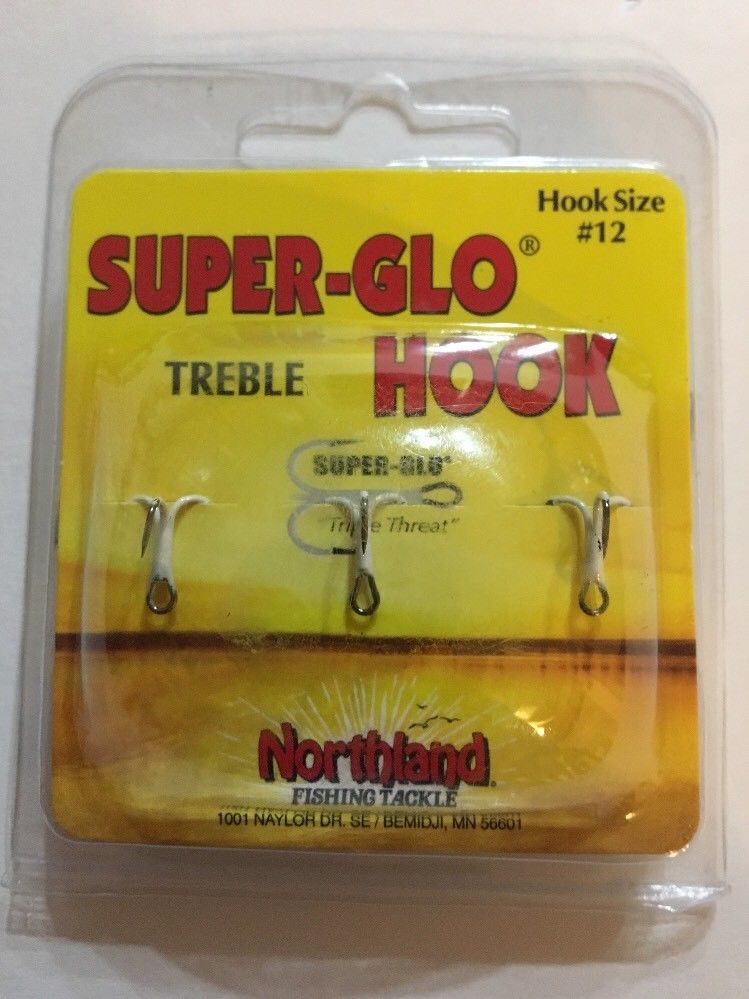 Hook Size
#12
SUPER-GLO®
TREBLE HOOK
SUPER-GLO®
"Triple Threat"
Northland®
FISHING TACKLE
1001 NAYLOR DR. SE / BEMIDJI, MN 56601